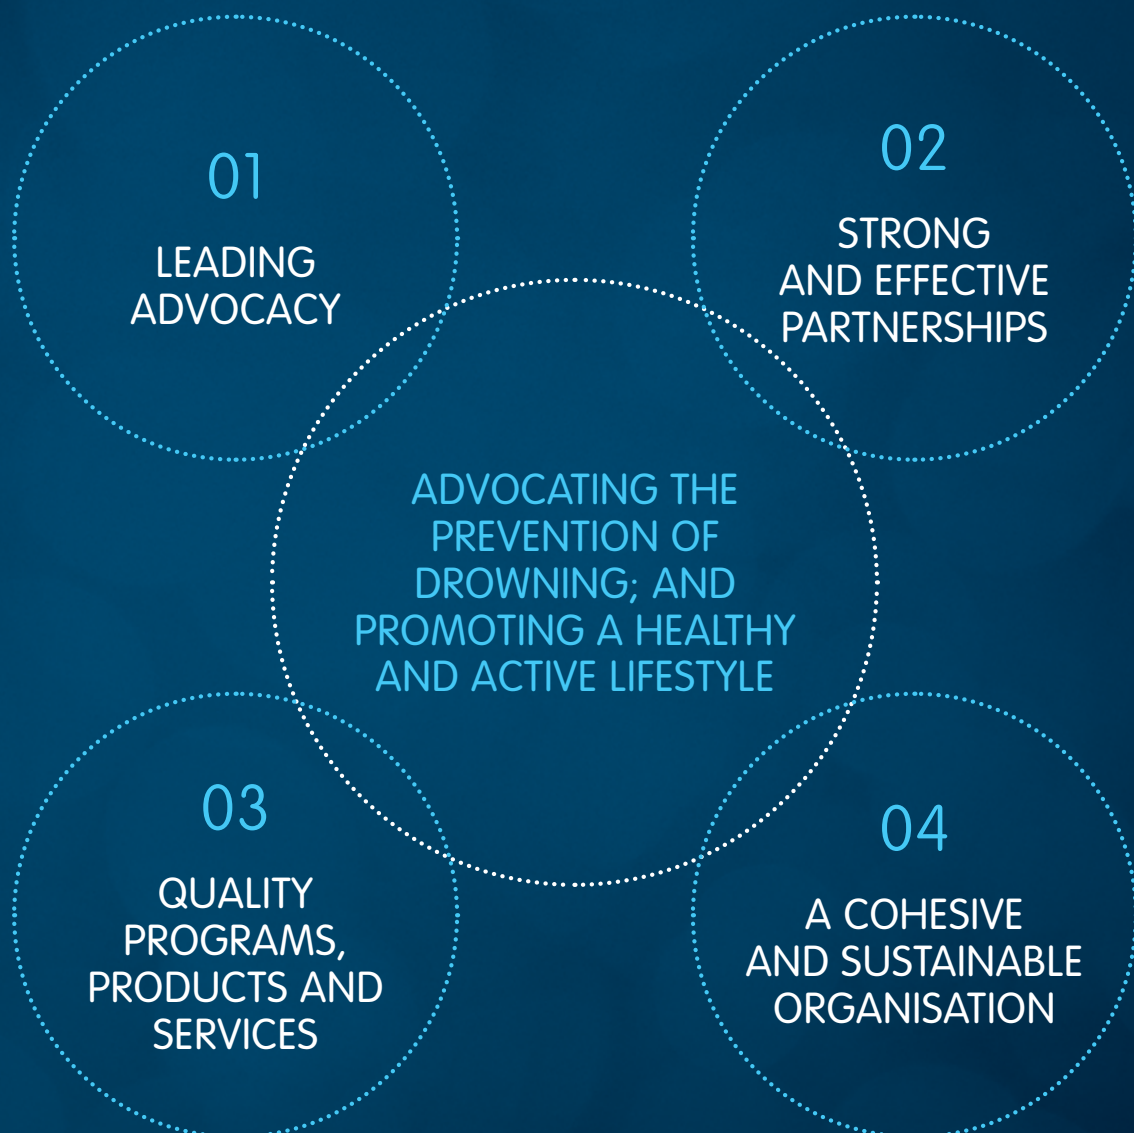 01
LEADING
ADVOCACY
02
STRONG
AND EFFECTIVE
PARTNERSHIPS
ADVOCATING THE
PREVENTION OF
DROWNING; AND
PROMOTING A HEALTHY
AND ACTIVE LIFESTYLE
03
QUALITY
PROGRAMS,
PRODUCTS AND
SERVICES
04
A COHESIVE
AND SUSTAINABLE
ORGANISATION